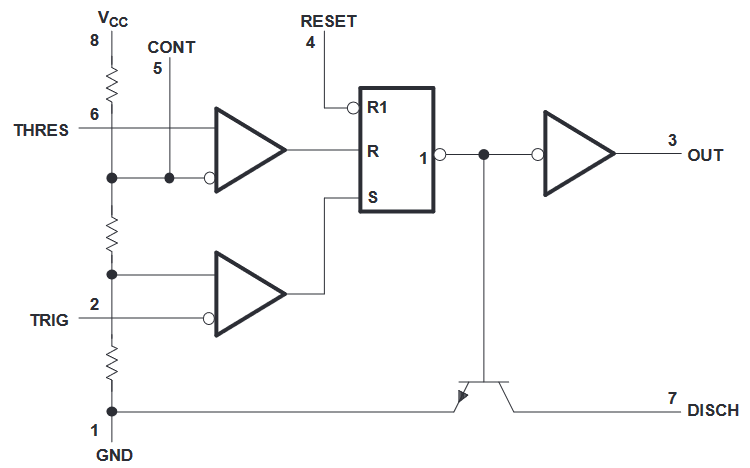 VCC
8
CONT
5
RESET
4
6
THRES
R1
R
1
S
3
OUT
2
TRIG
7
DISCH
1
GND